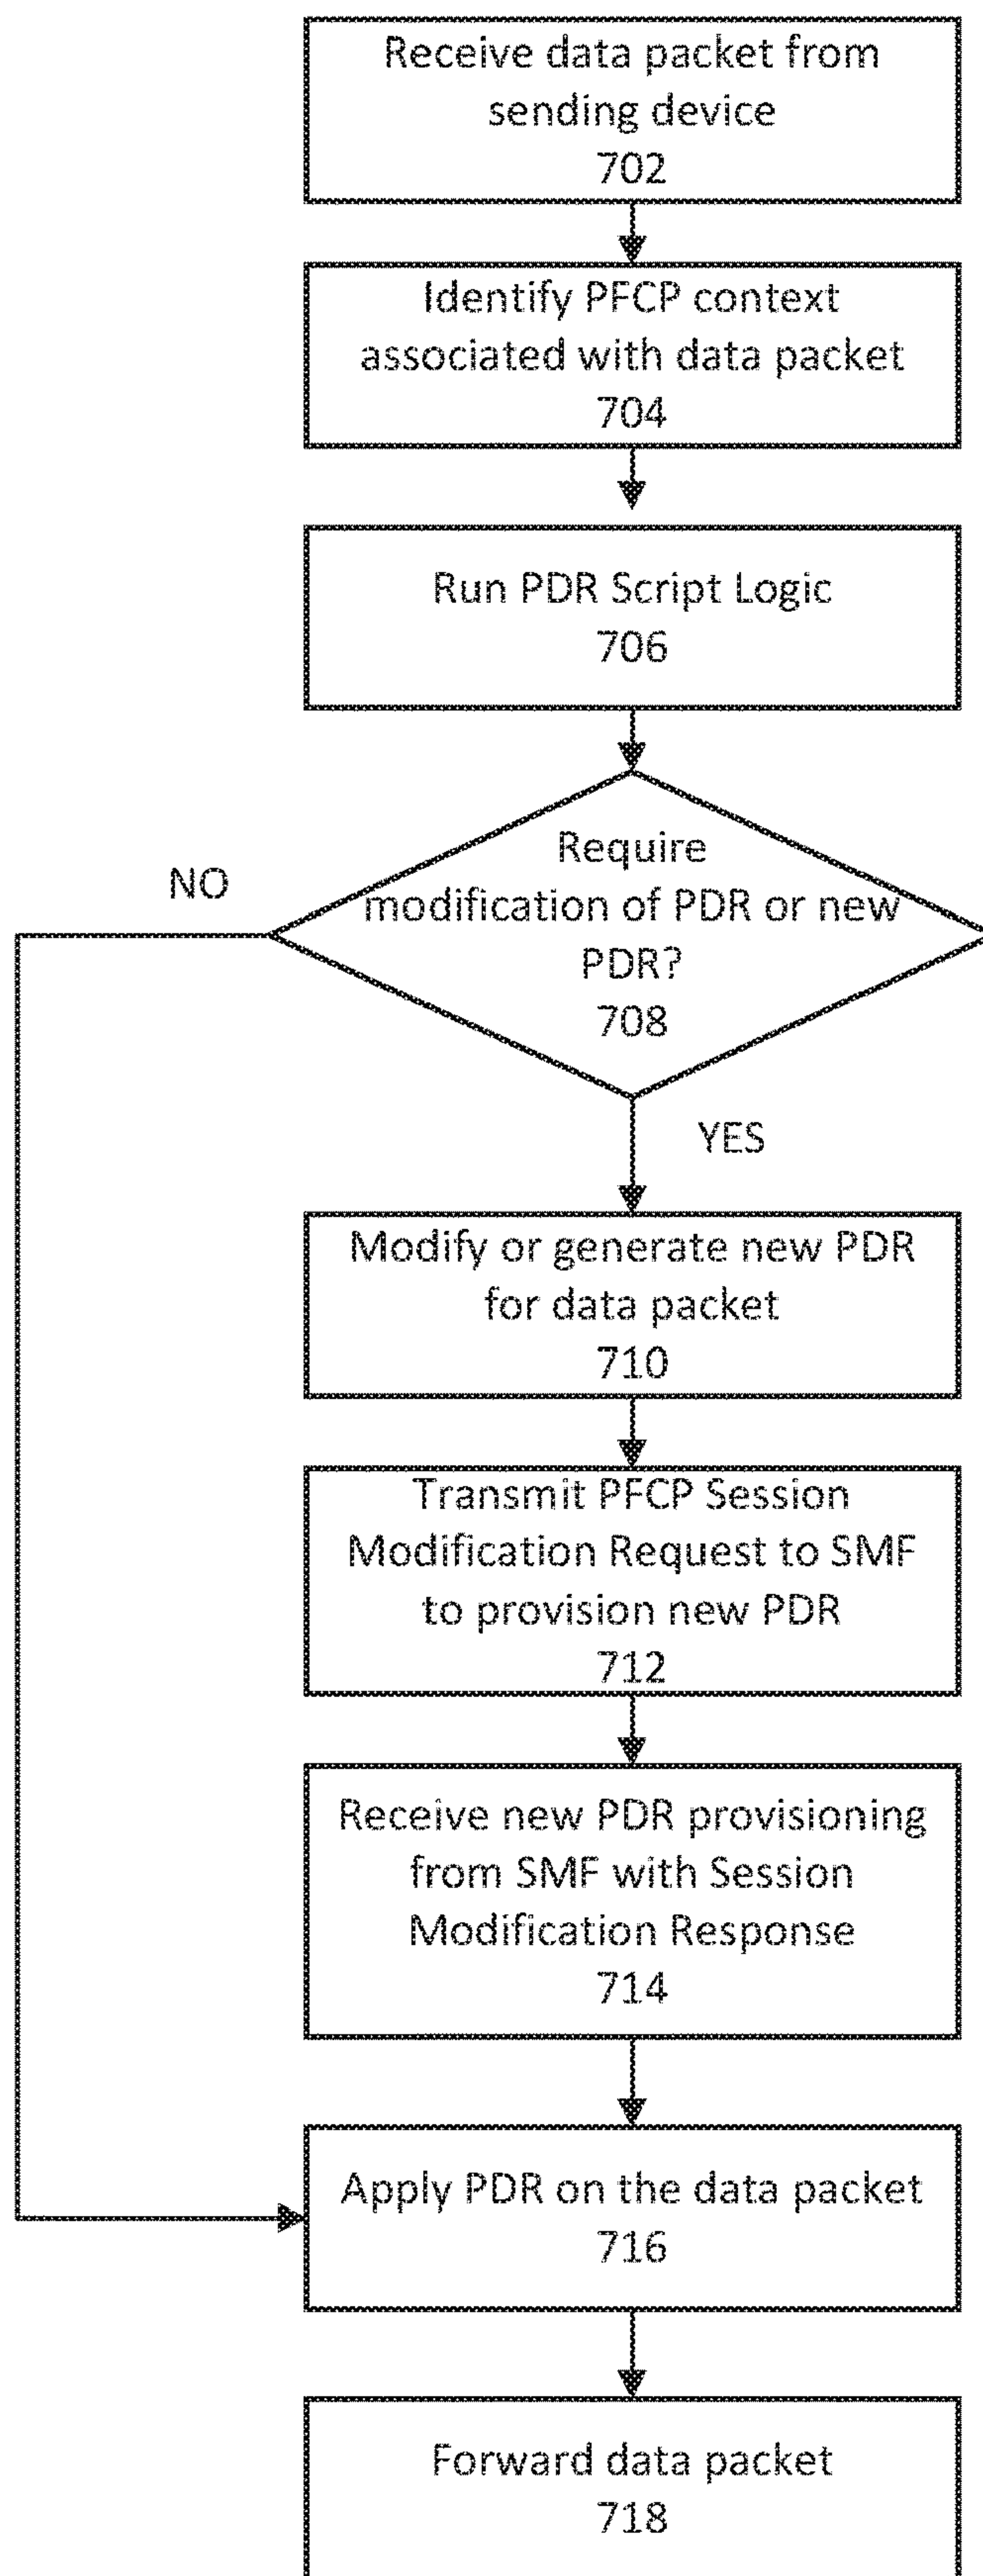 Receive data packet from
sending device
702
Identify PFCP context
associated with data packet
704
Run PDR Script Logic
706
Require
modification of PDR or new
PDR?
708
NO
YES
Modify or generate new PDR
for data packet
710
Transmit PFCP Session
Modification Request to SMF
to provision new PDR
712
Receive new PDR provisioning
from SMF with Session
Modification Response
714
Apply PDR on the data packet
716
Forward data packet
718